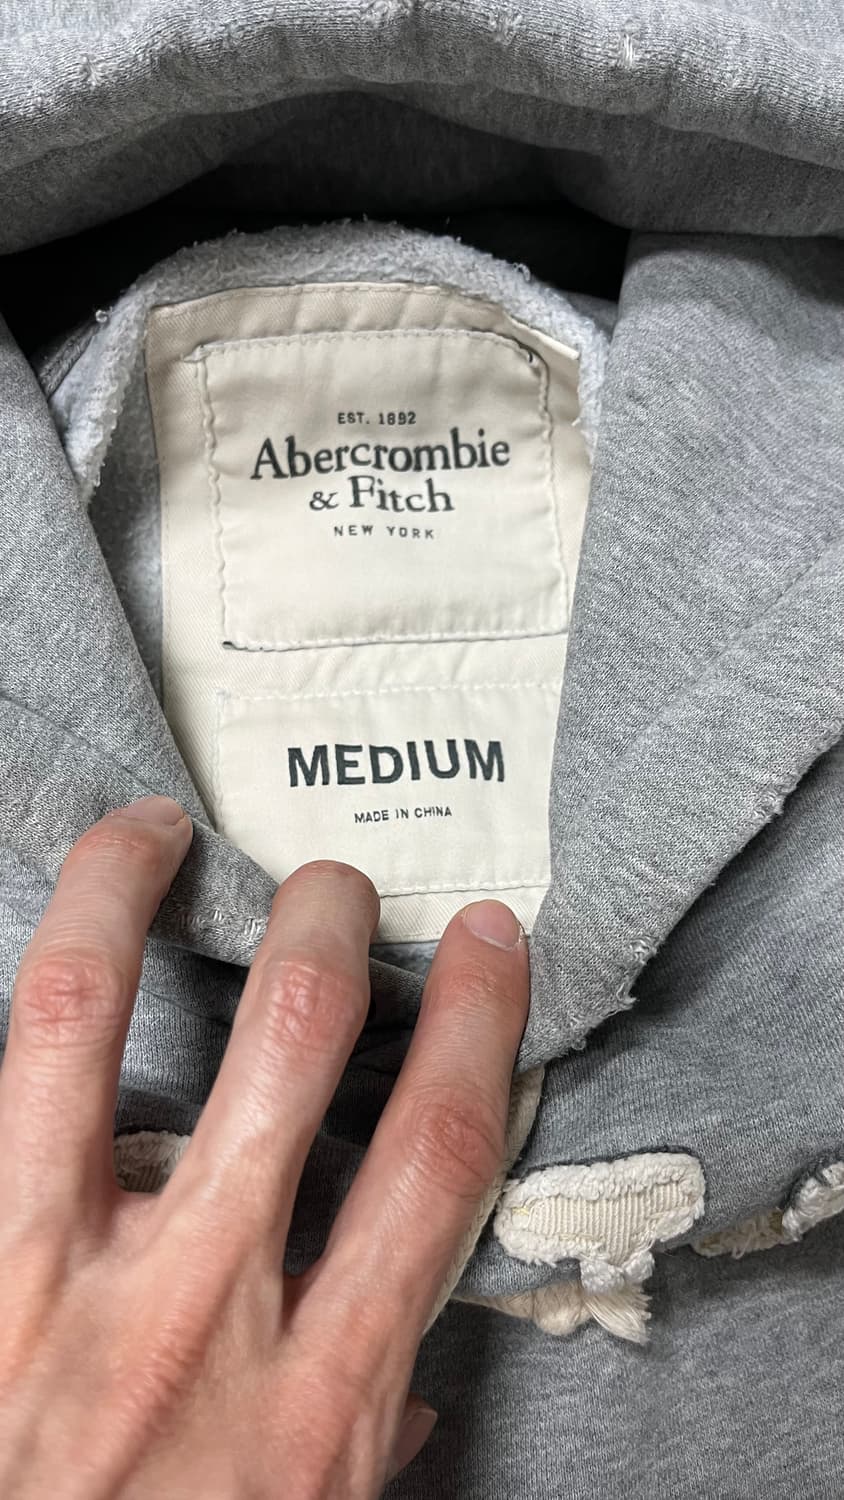 EST. 1892
Abercrombie
& Fitch
NEW YORK
MEDIUM
MADE IN CHINA